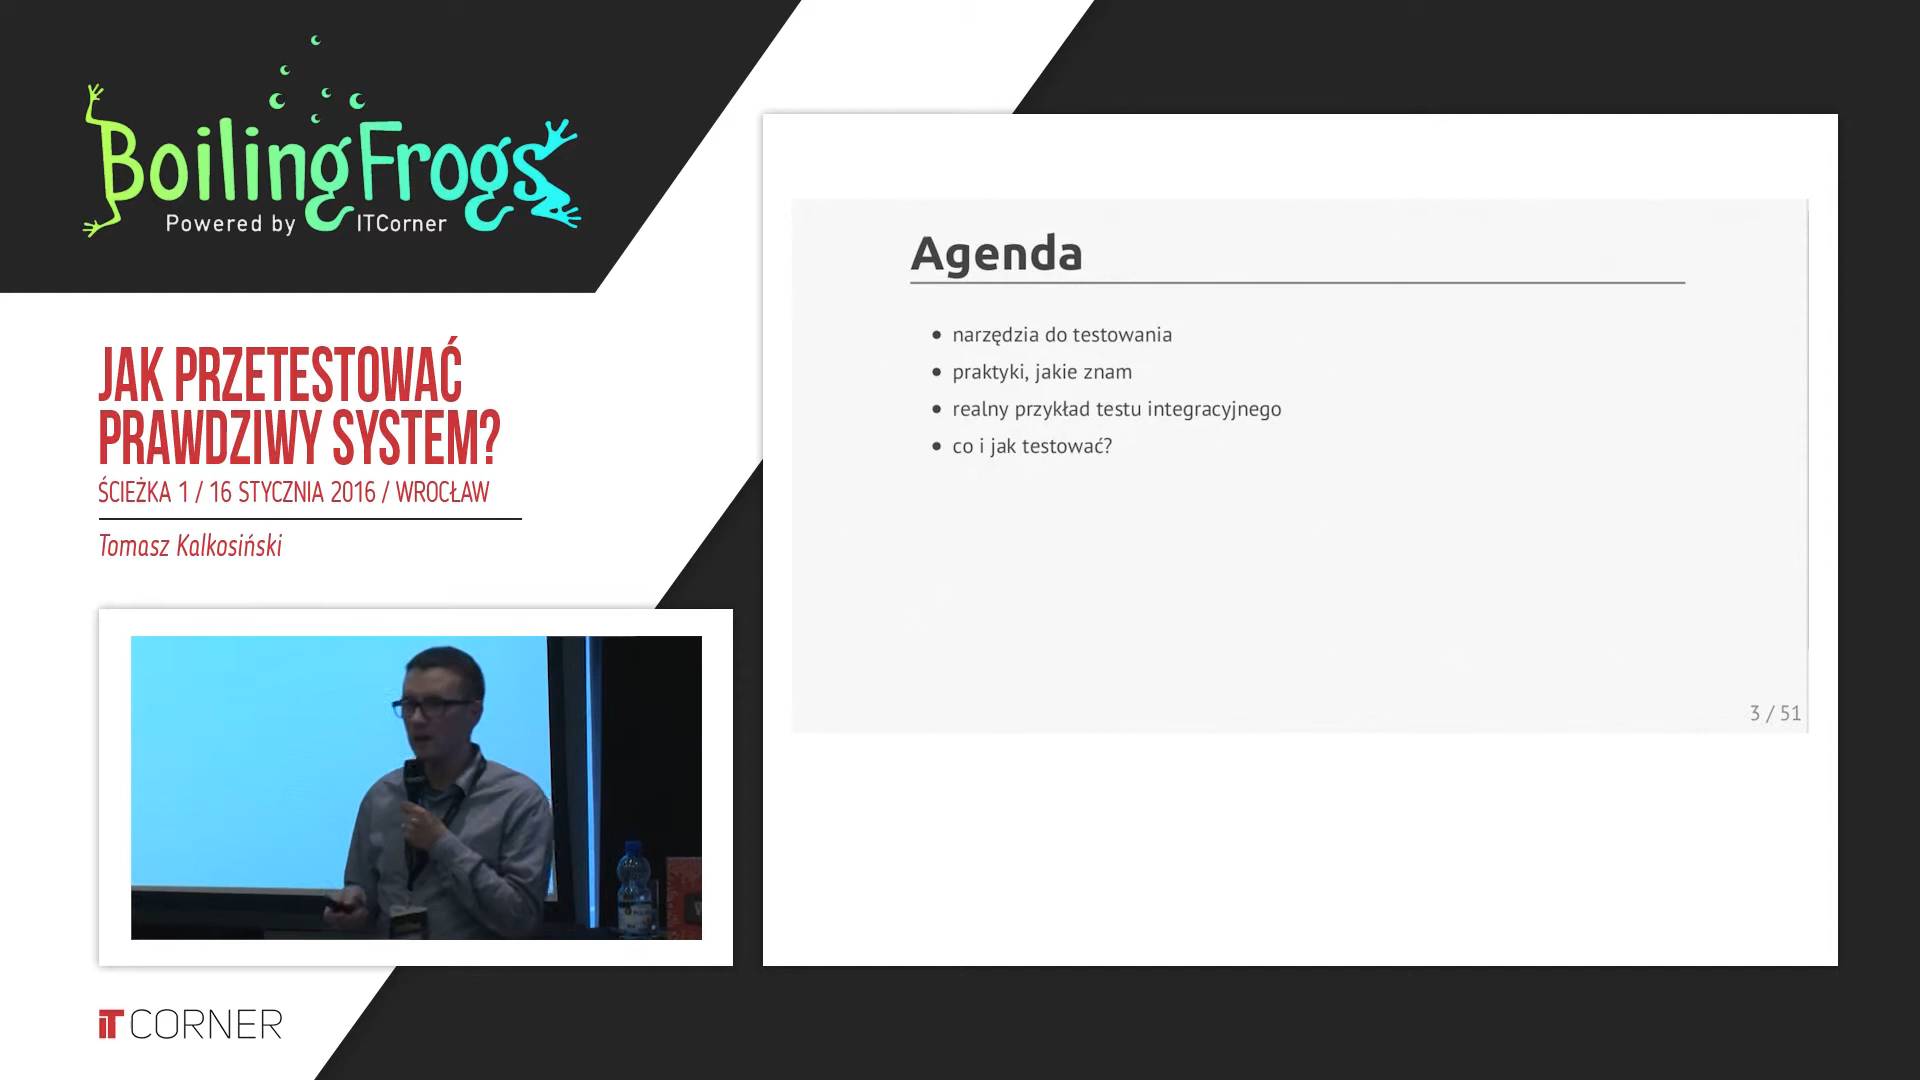 BoilingFrogs
Powered by ITCorner
JAK PRZETESTOWAĆ
PRAWDZIWY SYSTEM?
ŚCIEŻKA 1 / 16 STYCZNIA 2016 / WROCŁAW
Tomasz Kalkosiński
Agenda
narzędzia do testowania
praktyki, jakie znam
realny przykład testu integracyjnego
co i jak testować?
3 / 51
iT CORNER